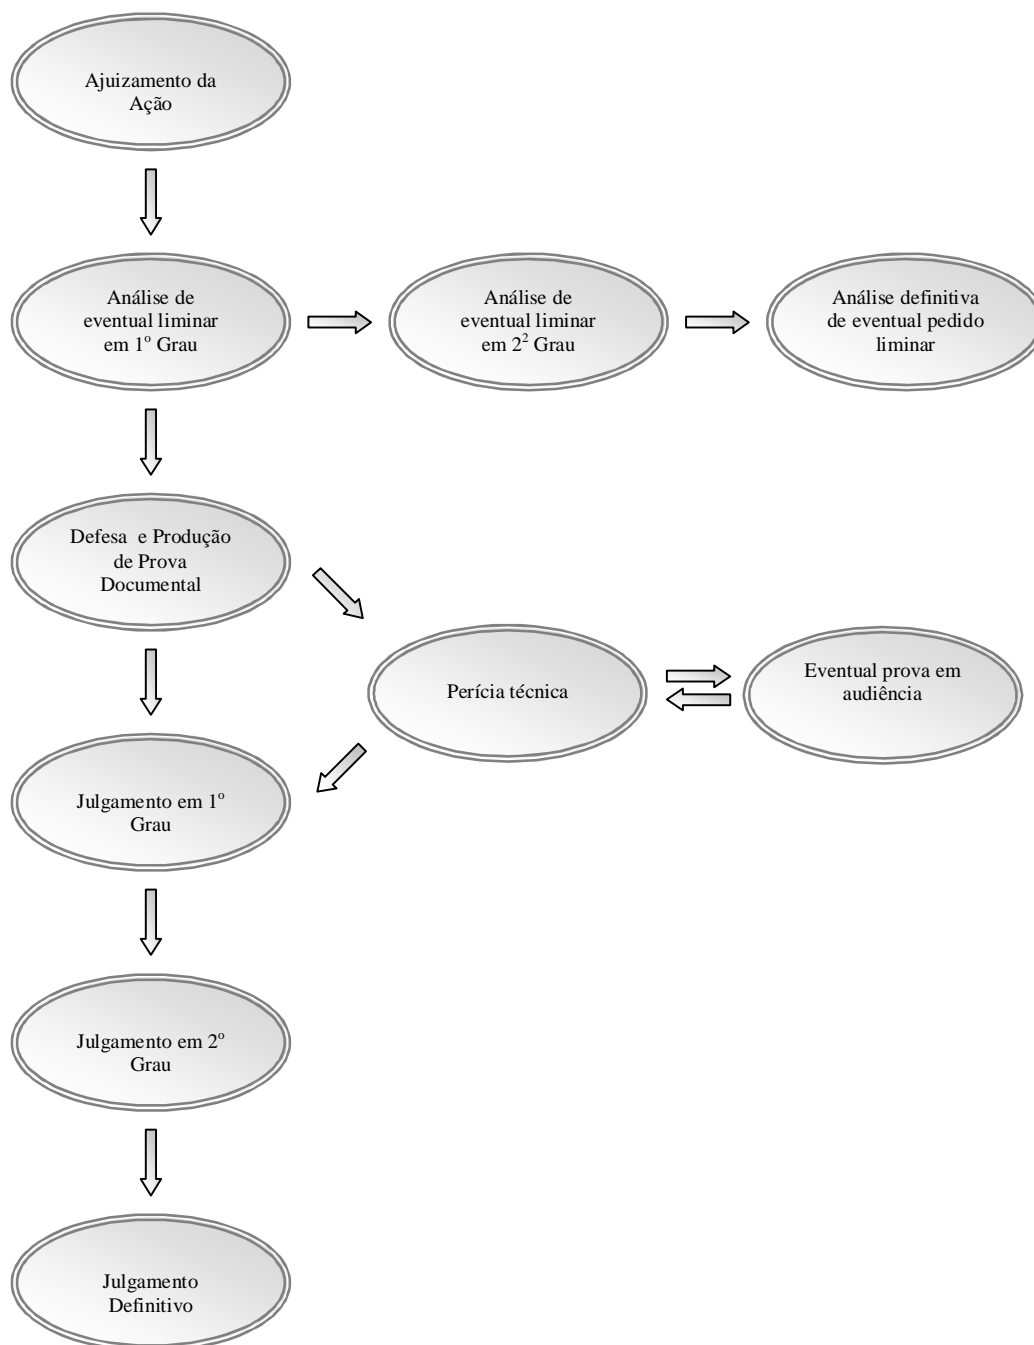 Ajuizamento da
Ação
Análise de
eventual liminar
em 1º Grau
Análise de
eventual liminar
em 2² Grau
Análise definitiva
de eventual pedido
liminar
Defesa e Produção
de Prova
Documental
Perícia técnica
Eventual prova em
audiência
Julgamento em 1º
Grau
Julgamento em 2º
Grau
Julgamento
Definitivo